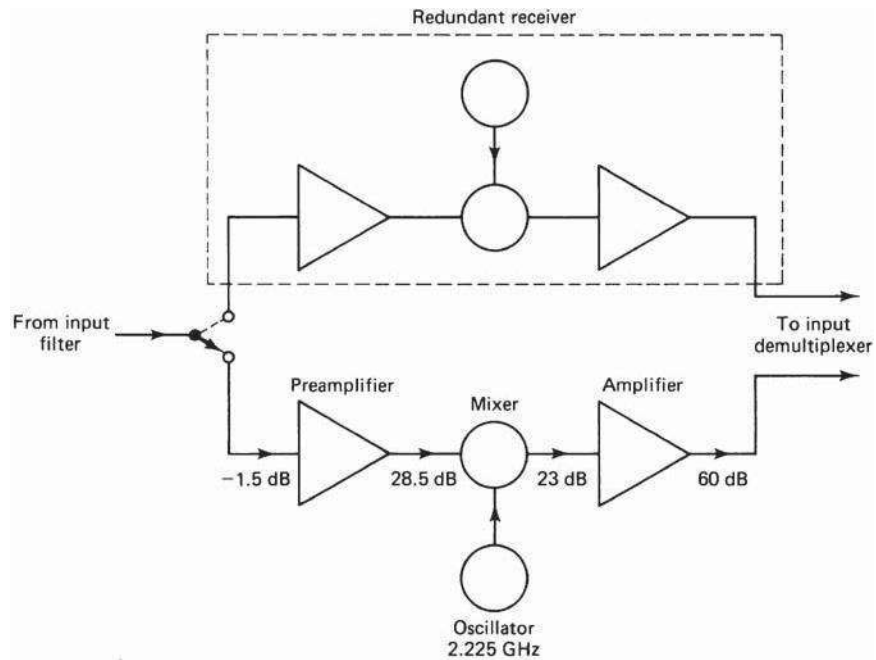 Redundant receiver
From input
filter
To input
demultiplexer
Preamplifier
Mixer
Amplifier
−1.5 dB
28.5 dB
23 dB
60 dB
Oscillator
2.225 GHz